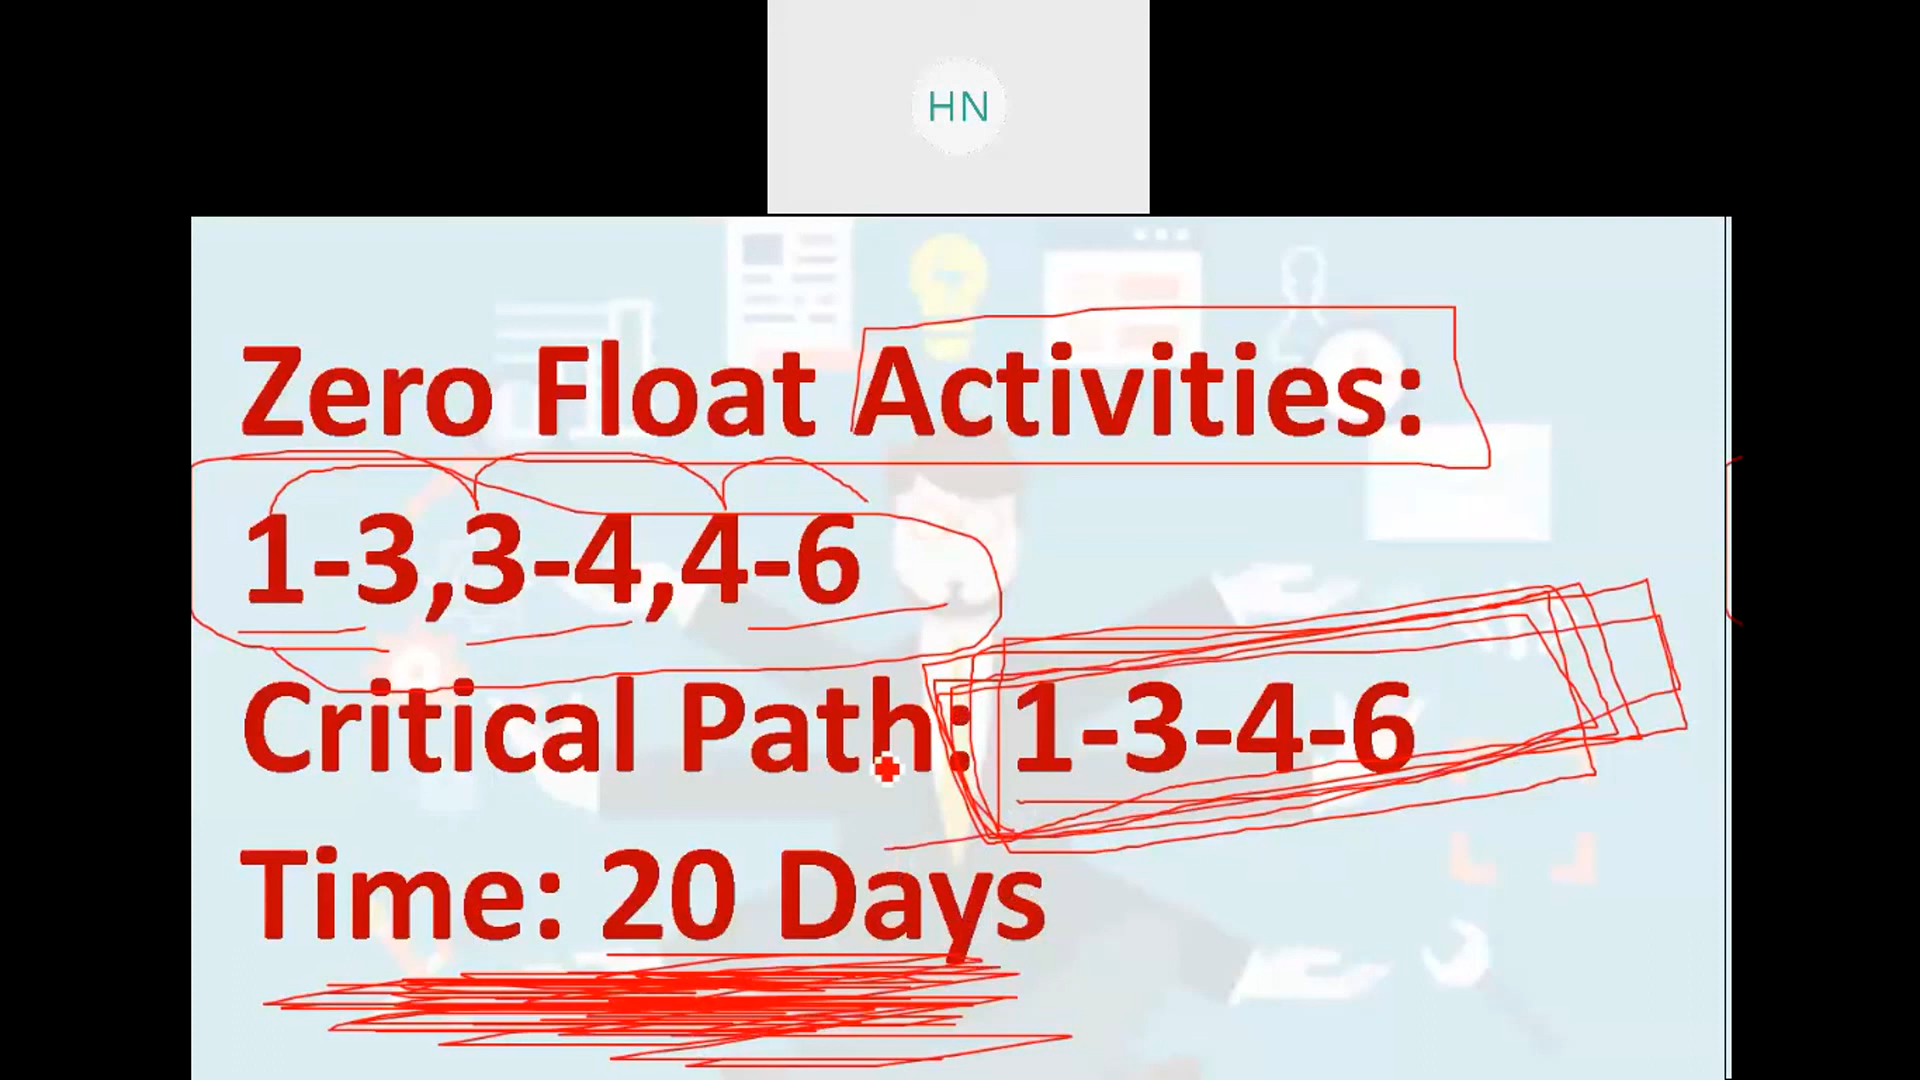 HN
Zero Float Activities:
1-3,3-4,4-6
Critical Path: 1-3-4-6
Time: 20 Days